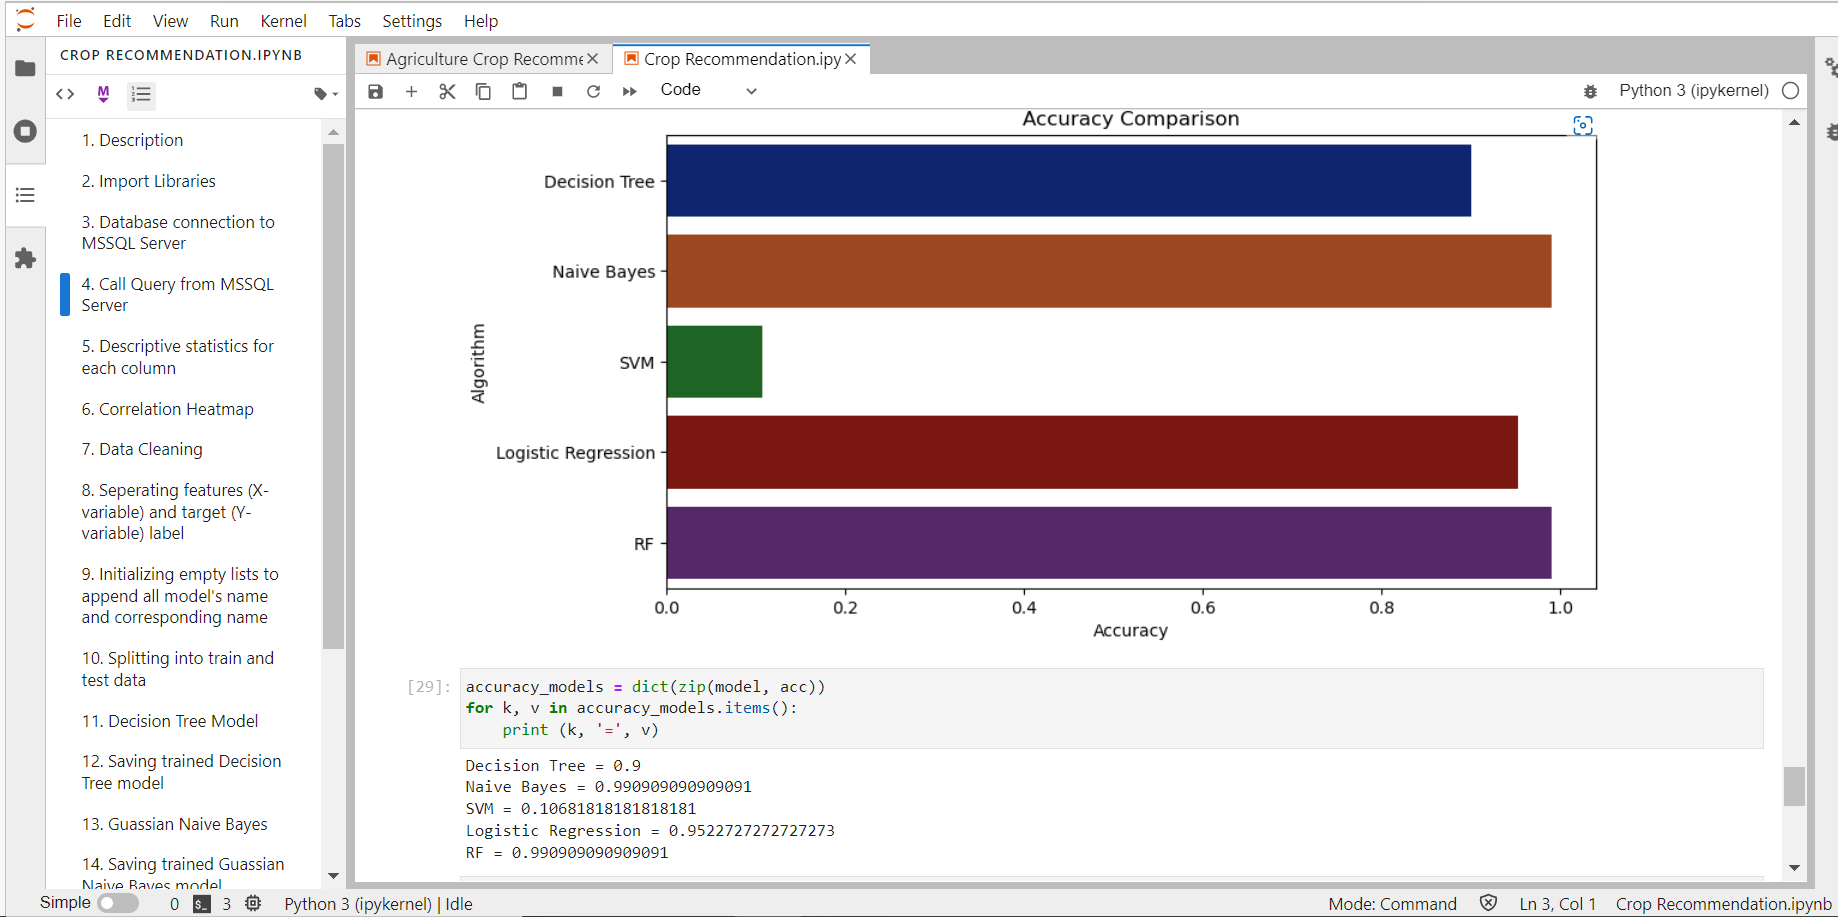 File Edit View Run Kernel Tabs Settings Help
CROP RECOMMENDATION.IPYNB
1. Description
2. Import Libraries
3. Database connection to
MSSQL Server
4. Call Query from MSSQL
Server
5. Descriptive statistics for
each column
6. Correlation Heatmap
7. Data Cleaning
8. Seperating features (X-
variable) and target (Y-
variable) label
9. Initializing empty lists to
append all model's name
and corresponding name
10. Splitting into train and
test data
11. Decision Tree Model
12. Saving trained Decision
Tree model
13. Guassian Naive Bayes
14. Saving trained Guassian
Naive Bayes model
Agriculture Crop Recomme
Crop Recommendation.ipy
Code
Python 3 (ipykernel)
Accuracy Comparison
Decision Tree
Naive Bayes
SVM
Logistic Regression
RF
Algorithm
0.0 0.2 0.4 0.6 0.8 1.0
Accuracy
[29]:
accuracy_models = dict(zip(model, acc))
for k, v in accuracy_models.items():
    print (k, '=', v)
Decision Tree = 0.9
Naive Bayes = 0.990909090909091
SVM = 0.10681818181818181
Logistic Regression = 0.9522727272727273
RF = 0.990909090909091
Simple 0 3 Python 3 (ipykernel) | Idle
Mode: Command Ln 3, Col 1 Crop Recommendation.ipynb